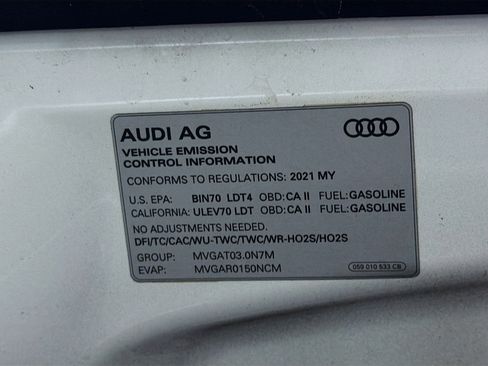 AUDI AG
VEHICLE EMISSION
CONTROL INFORMATION
CONFORMS TO REGULATIONS: 2021 MY
U.S. EPA: BIN70 LDT4 OBD:CA II FUEL:GASOLINE
CALIFORNIA: ULEV70 LDT OBD:CA II FUEL:GASOLINE
NO ADJUSTMENTS NEEDED.
DFI/TC/CAC/WU-TWC/TWC/WR-HO2S/HO2S
GROUP: MVGAT03.0N7M
EVAP: MVGAR0150NCM
059 010 533 CB